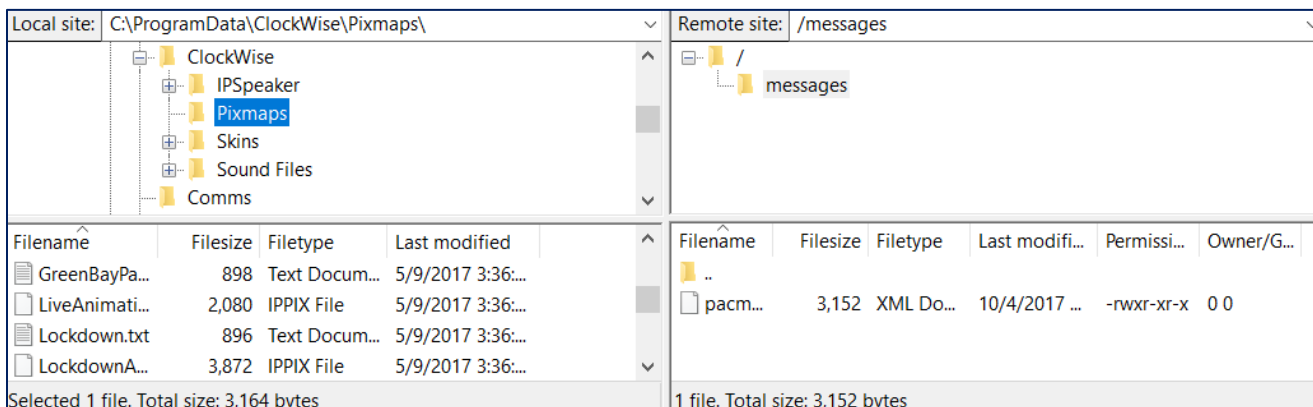 Local site: C:\ProgramData\ClockWise\Pixmaps\
ClockWise
IPSpeaker
Pixmaps
Skins
Sound Files
Comms
Filename Filesize Filetype Last modified
GreenBayPa... 898 Text Docum... 5/9/2017 3:36:...
LiveAnimati... 2,080 IPPIX File 5/9/2017 3:36:...
Lockdown.txt 896 Text Docum... 5/9/2017 3:36:...
LockdownA... 3,872 IPPIX File 5/9/2017 3:36:...
Selected 1 file. Total size: 3,164 bytes
Remote site: /messages
/
messages
Filename Filesize Filetype Last modifi... Permissi... Owner/G...
..
pacm... 3,152 XML Do... 10/4/2017 ... -rwxr-xr-x 0 0
1 file. Total size: 3,152 bytes